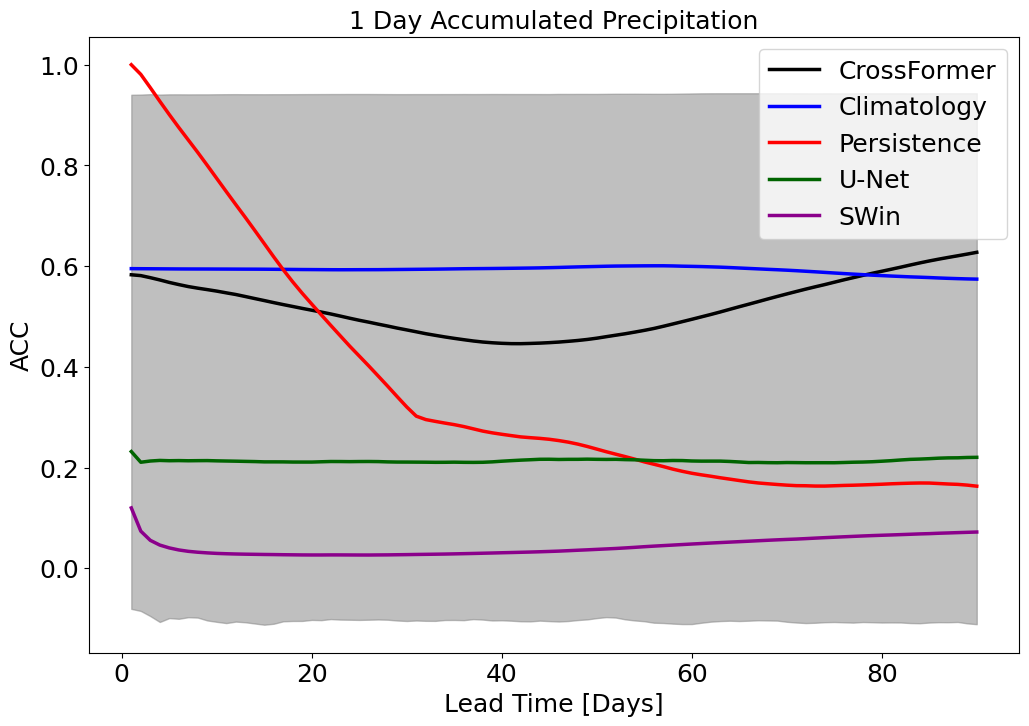 1 Day Accumulated Precipitation
CrossFormer
Climatology
Persistence
U-Net
SWin
ACC
1.0
0.8
0.6
0.4
0.2
0.0
0 20 40 60 80
Lead Time [Days]